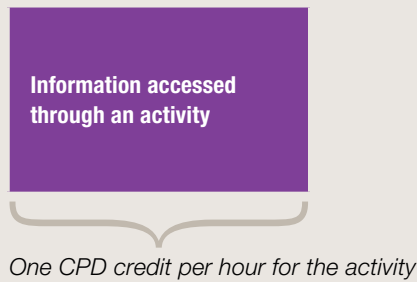 Information accessed
through an activity
One CPD credit per hour for the activity